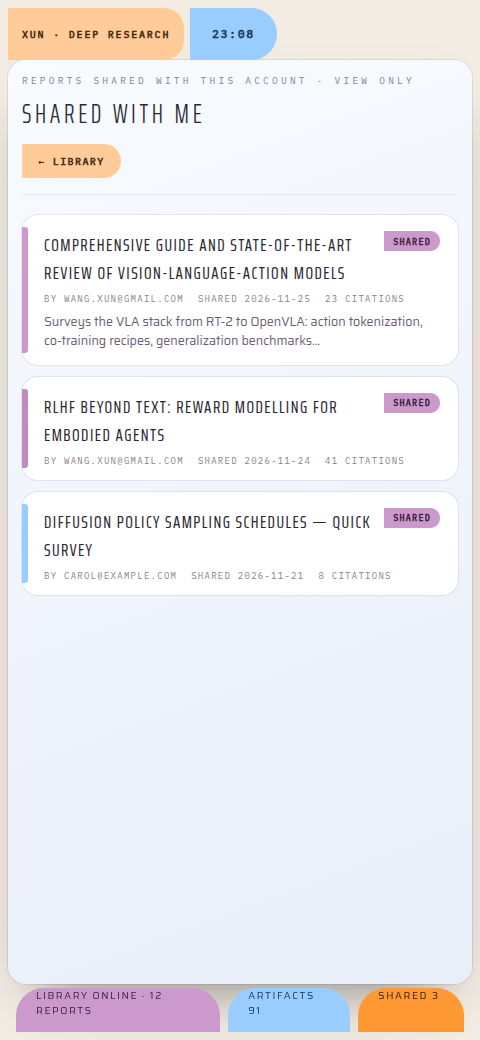 XUN · DEEP RESEARCH
23:08
REPORTS SHARED WITH THIS ACCOUNT · VIEW ONLY
SHARED WITH ME
← LIBRARY
COMPREHENSIVE GUIDE AND STATE-OF-THE-ART
REVIEW OF VISION-LANGUAGE-ACTION MODELS
SHARED
BY WANG.XUN@GMAIL.COM SHARED 2026-11-25 23 CITATIONS
Surveys the VLA stack from RT-2 to OpenVLA: action tokenization,
co-training recipes, generalization benchmarks…
RLHF BEYOND TEXT: REWARD MODELLING FOR
EMBODIED AGENTS
SHARED
BY WANG.XUN@GMAIL.COM SHARED 2026-11-24 41 CITATIONS
DIFFUSION POLICY SAMPLING SCHEDULES — QUICK
SURVEY
SHARED
BY CAROL@EXAMPLE.COM SHARED 2026-11-21 8 CITATIONS
LIBRARY ONLINE · 12
REPORTS
ARTIFACTS
91
SHARED 3